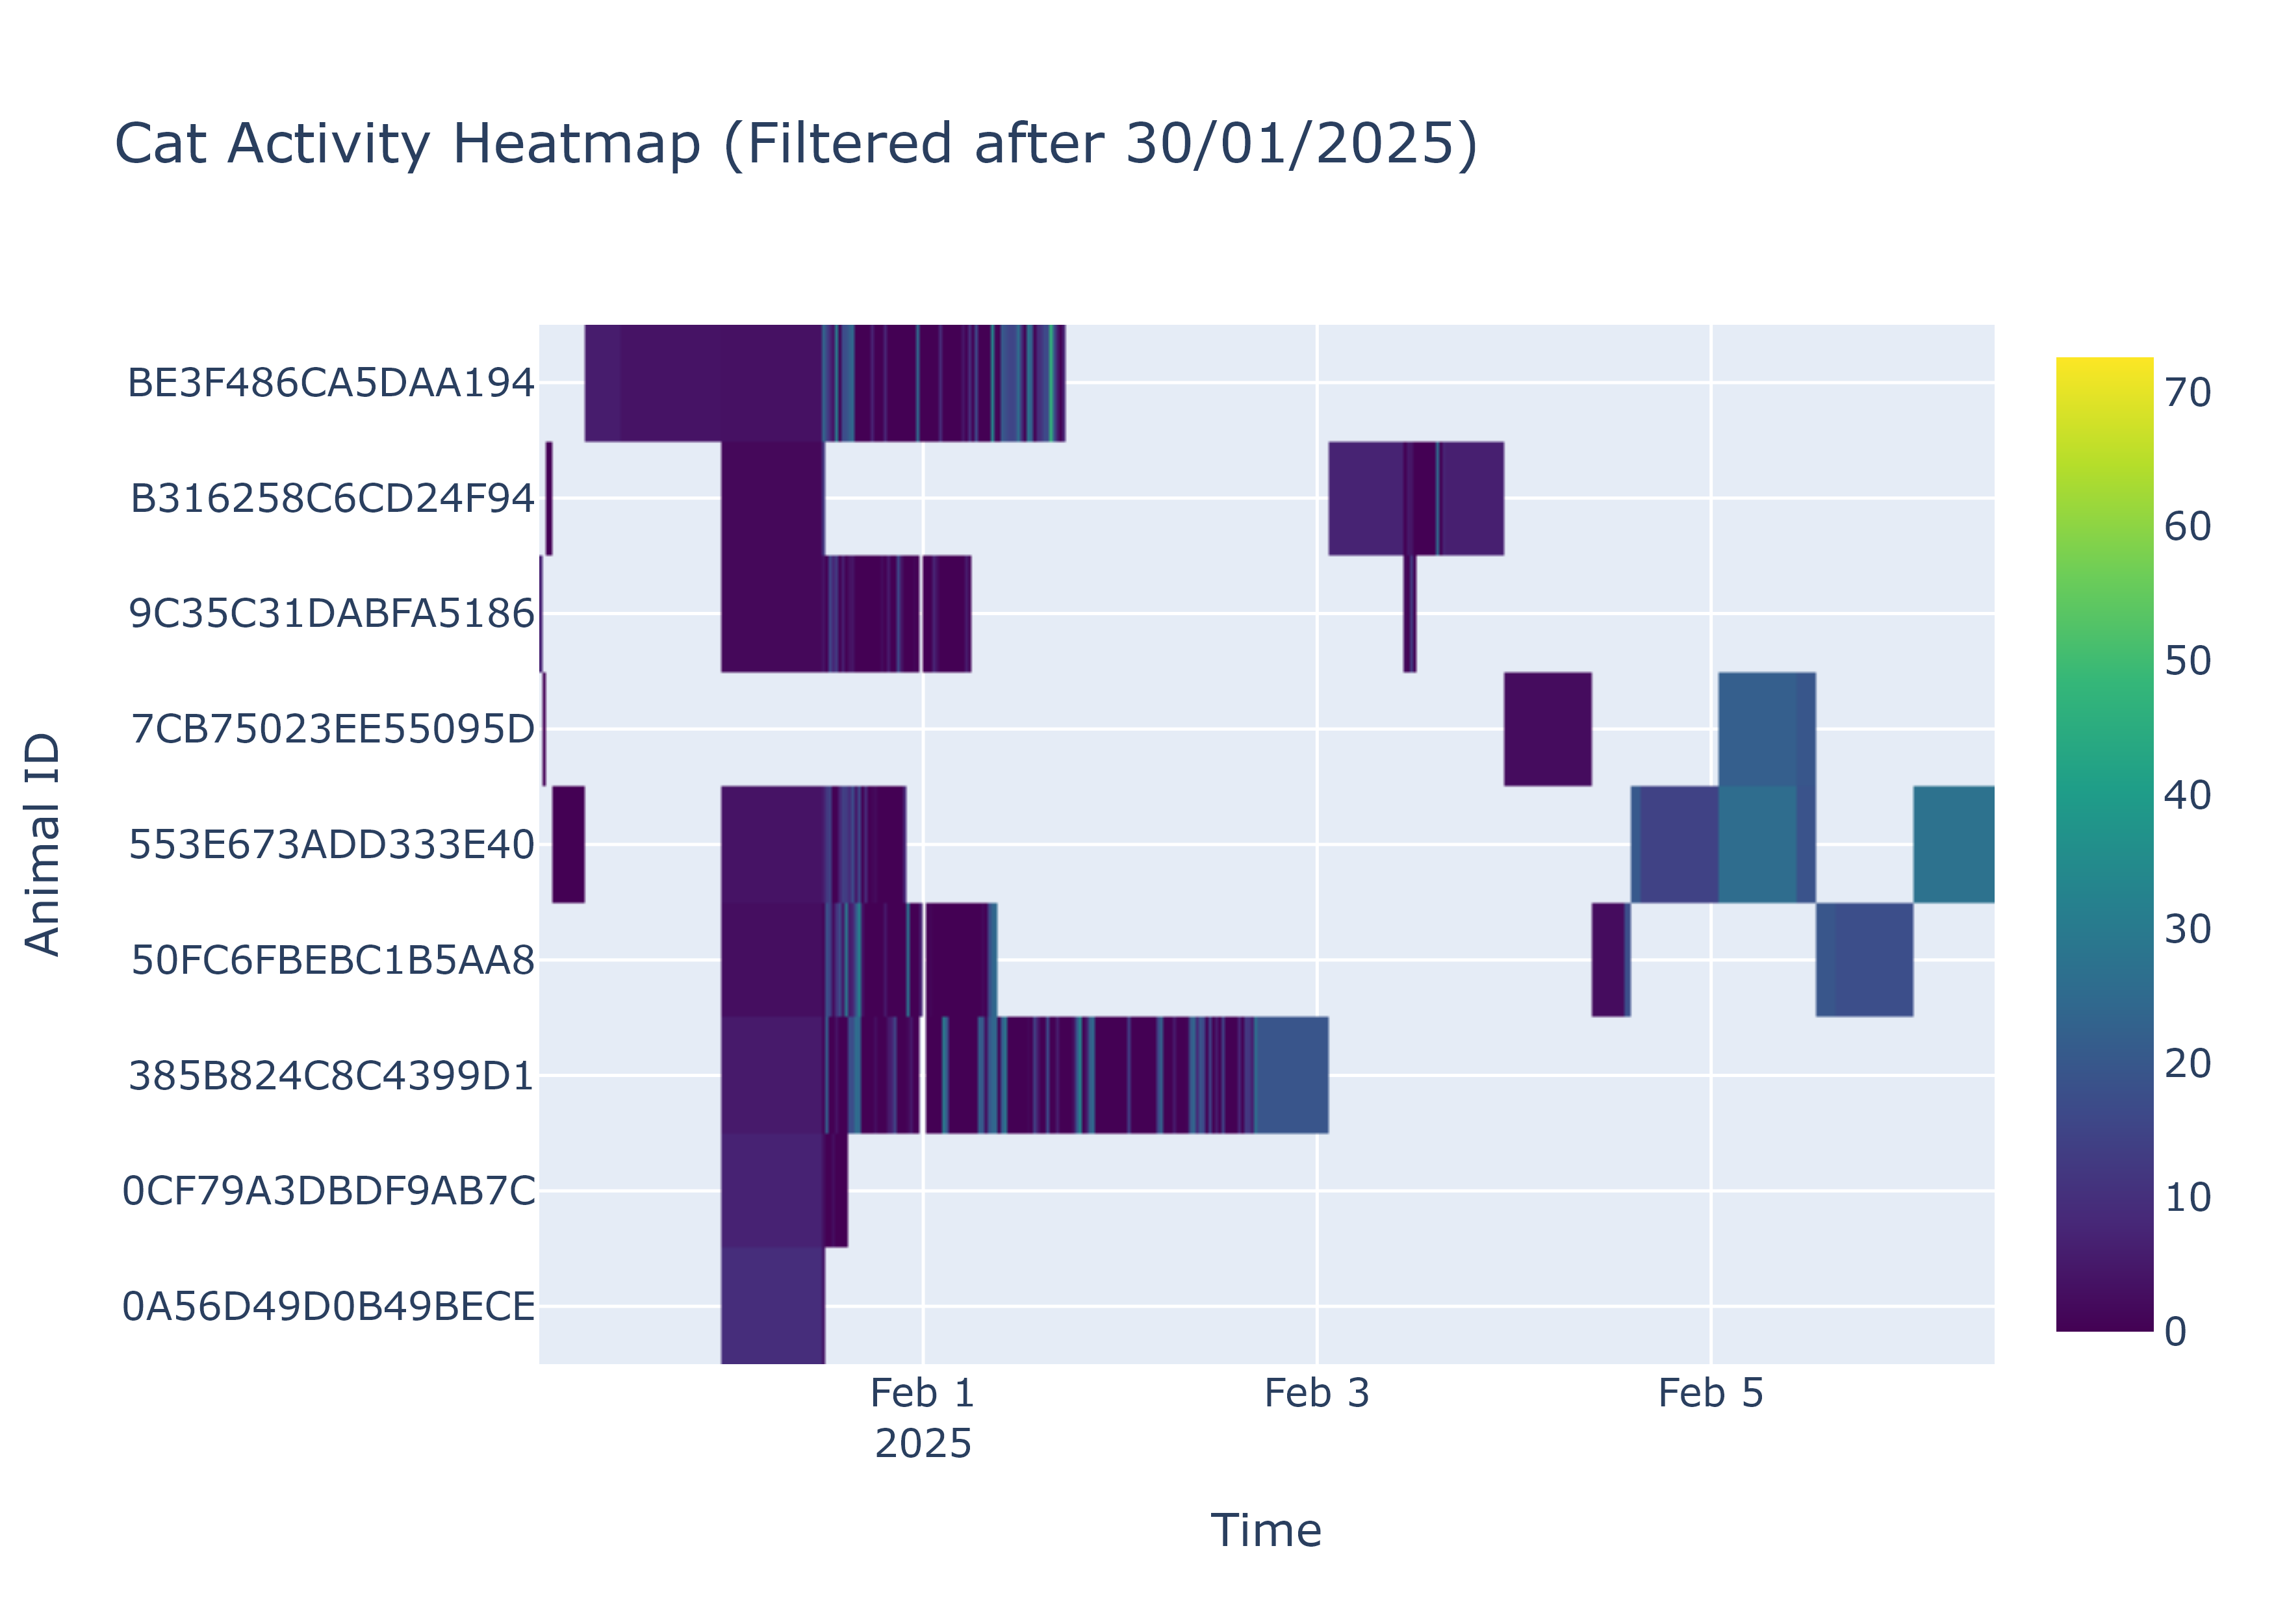 Cat Activity Heatmap (Filtered after 30/01/2025)
Animal ID
BE3F486CA5DAA194
B316258C6CD24F94
9C35C31DABFA5186
7CB75023EE55095D
553E673ADD333E40
50FC6FBEBC1B5AA8
385B824C8C4399D1
0CF79A3DBDF9AB7C
0A56D49D0B49BECE
Feb 1
2025
Feb 3
Feb 5
Time
70
60
50
40
30
20
10
0